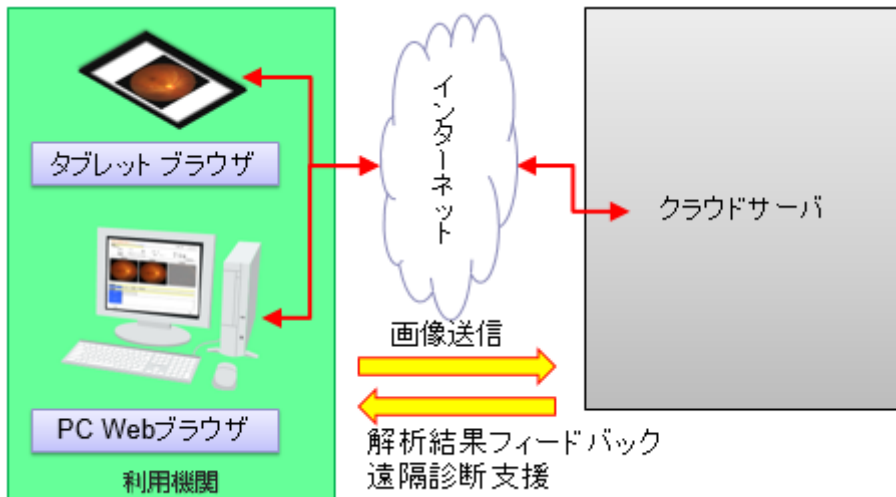 タブレット ブラウザ
PC Webブラウザ
利用機関
インターネット
画像送信
解析結果フィードバック
遠隔診断支援
クラウドサーバ